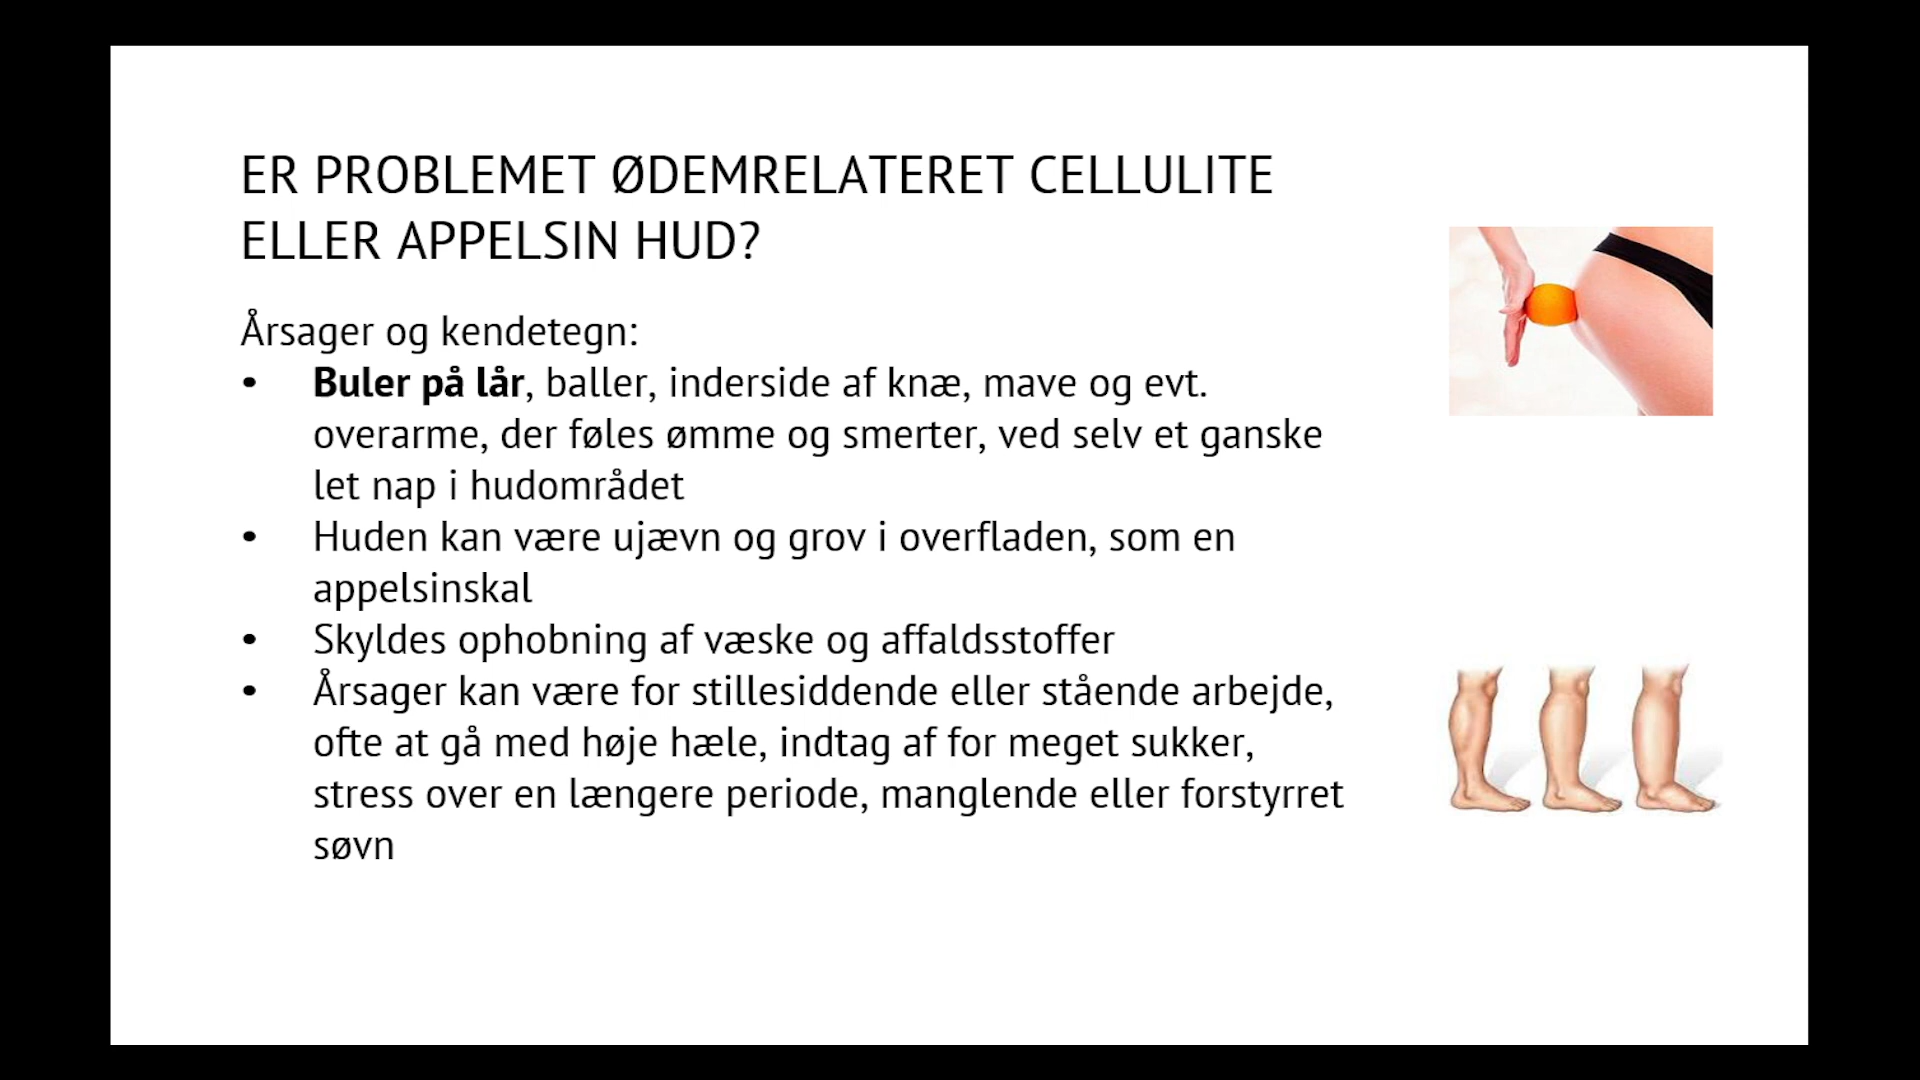 ER PROBLEMET ØDEMRELATERET CELLULITE
ELLER APPELSIN HUD?
Årsager og kendetegn:
• Buler på lår, baller, inderside af knæ, mave og evt.
overarme, der føles ømme og smerter, ved selv et ganske
let nap i hudområdet
• Huden kan være ujævn og grov i overfladen, som en
appelsinskal
• Skyldes ophobning af væske og affaldsstoffer
• Årsager kan være for stillesiddende eller stående arbejde,
ofte at gå med høje hæle, indtag af for meget sukker,
stress over en længere periode, manglende eller forstyrret
søvn